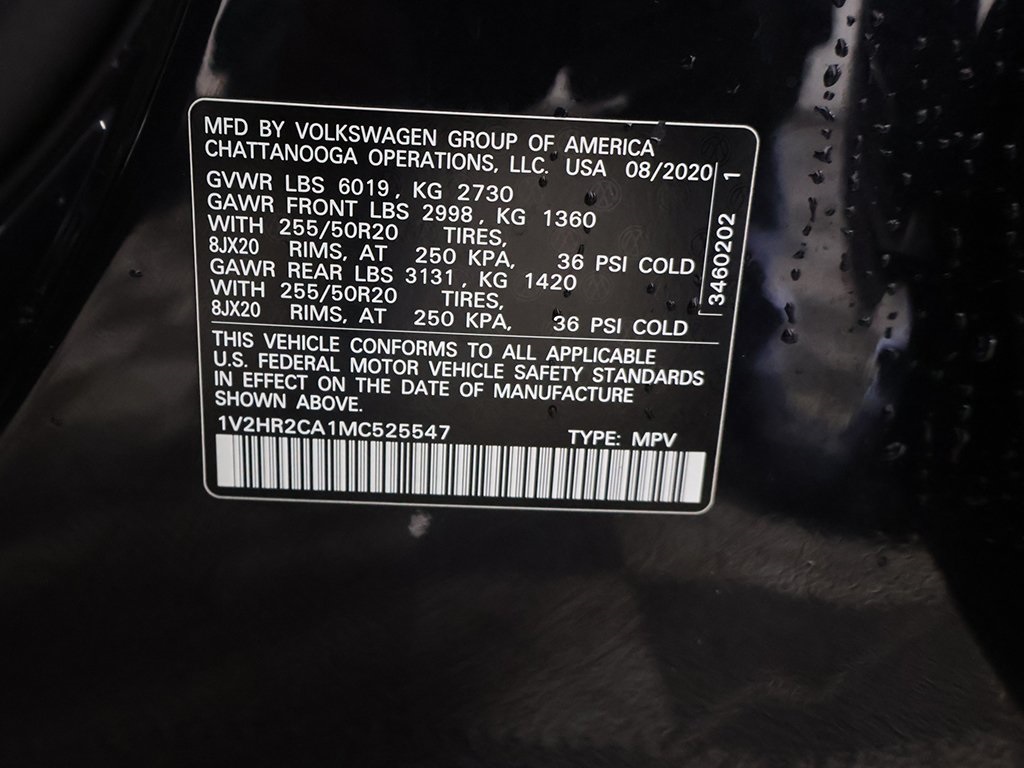 MFD BY VOLKSWAGEN GROUP OF AMERICA
CHATTANOOGA OPERATIONS, LLC. USA 08/2020
GVWR LBS 6019, KG 2730
GAWR FRONT LBS 2998, KG 1360
WITH 255/50R20 TIRES,
8JX20 RIMS, AT 250 KPA, 36 PSI COLD
GAWR REAR LBS 3131, KG 1420
WITH 255/50R20 TIRES,
8JX20 RIMS, AT 250 KPA, 36 PSI COLD
3460202 1
THIS VEHICLE CONFORMS TO ALL APPLICABLE
U.S. FEDERAL MOTOR VEHICLE SAFETY STANDARDS
IN EFFECT ON THE DATE OF MANUFACTURE
SHOWN ABOVE.
1V2HR2CA1MC525547 TYPE: MPV